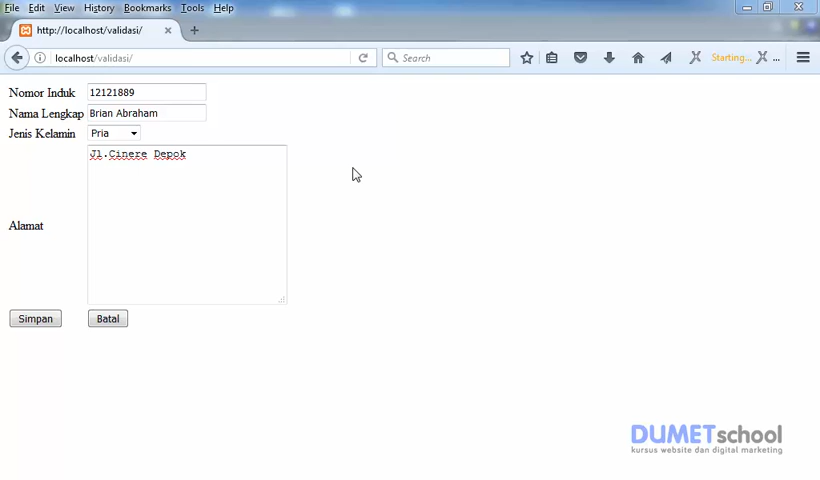 File Edit View History Bookmarks Tools Help
http://localhost/validasi/
localhost/validasi/
Search
Starting...
...
Nomor Induk 12121889
Nama Lengkap Brian Abraham
Jenis Kelamin Pria
Jl.Cinere Depok
Alamat
Simpan Batal
DUMETschool
kursus website dan digital marketing